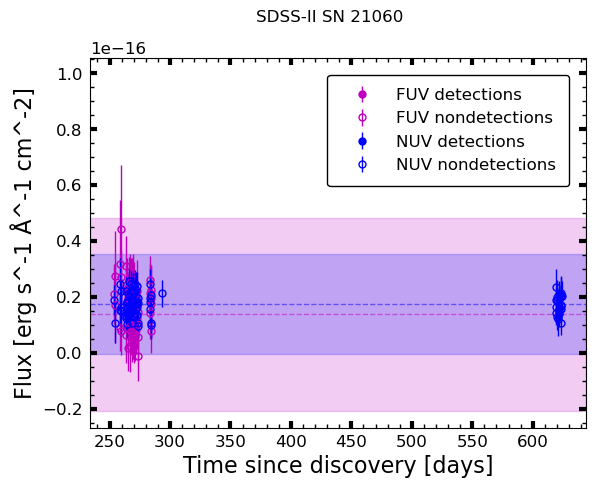 SDSS-II SN 21060
1e−16
FUV detections
FUV nondetections
NUV detections
NUV nondetections
1.0
0.8
0.6
0.4
0.2
0.0
−0.2
Flux [erg s^-1 Å^-1 cm^-2]
250 300 350 400 450 500 550 600
Time since discovery [days]